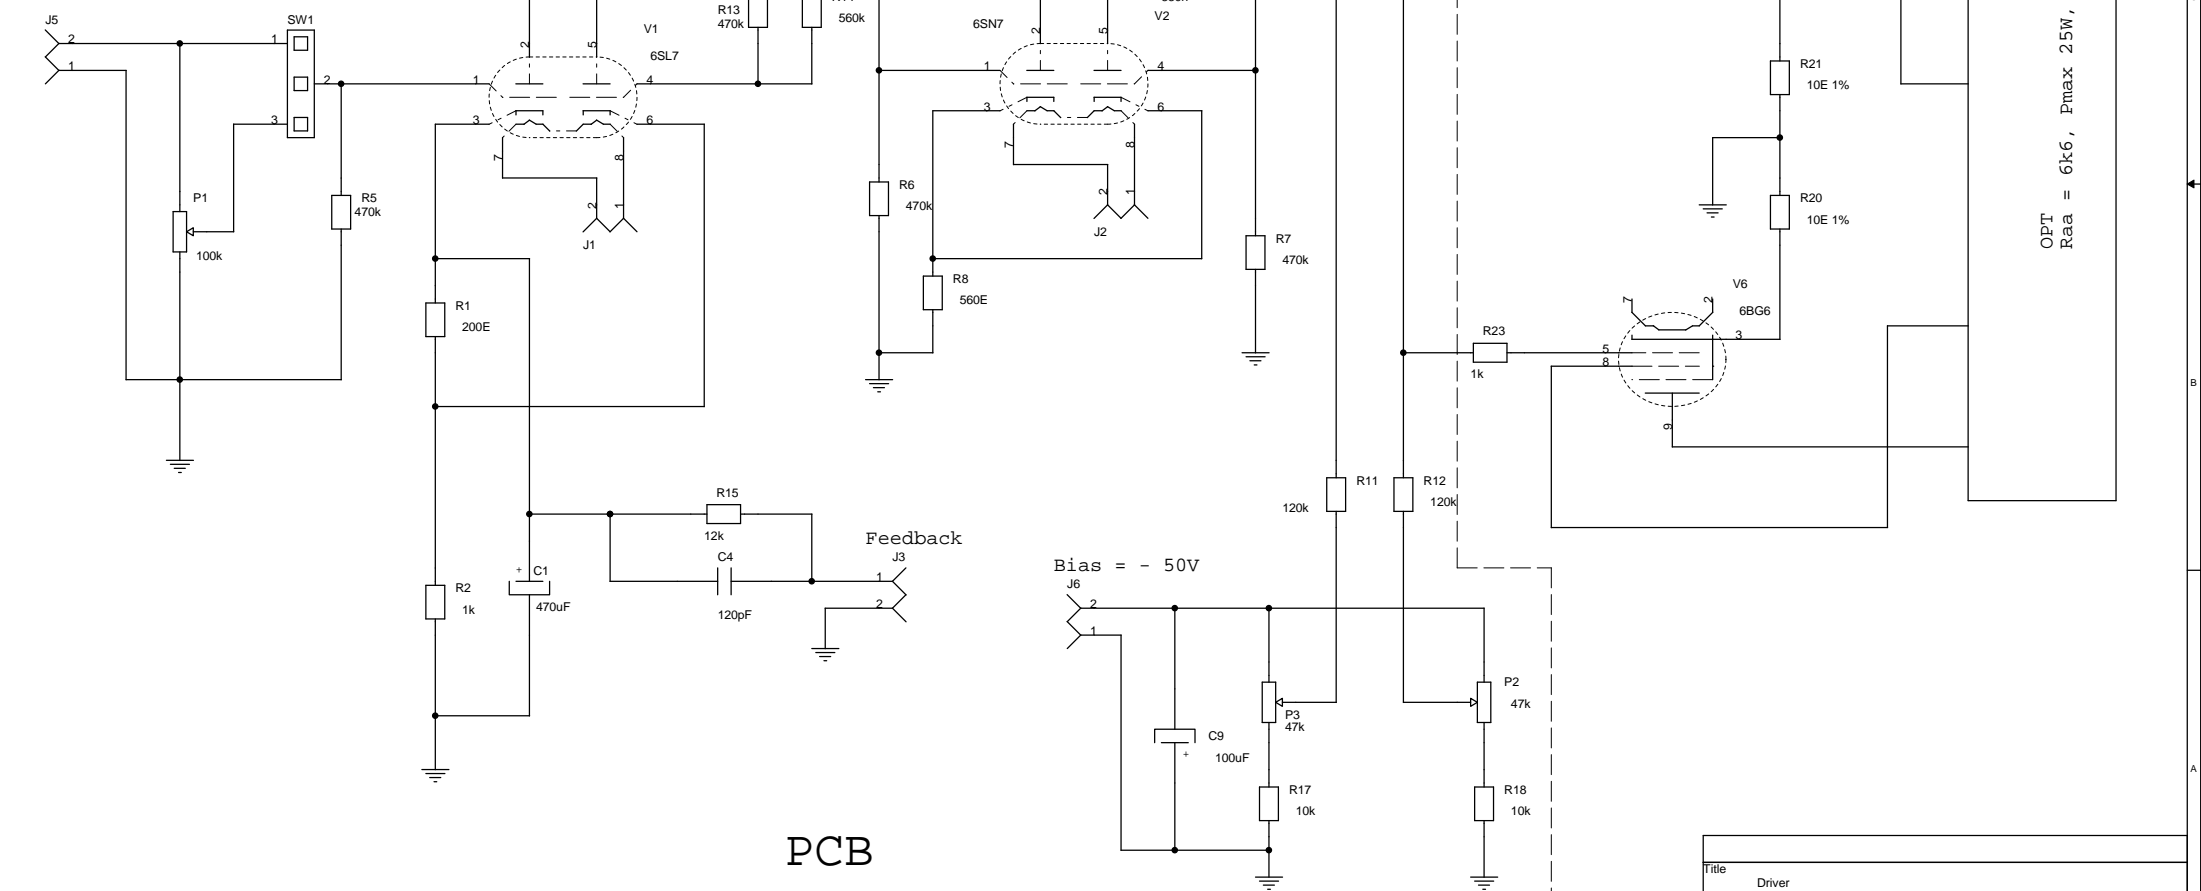 J5
2
1
SW1
1
2
3
P1
100k
R5
470k
V1
6SL7
2
5
1
4
3
6
7
8
2
1
J1
R13
470k
560k
R1
200E
R2
1k
C1
+
470uF
R15
12k
C4
120pF
Feedback
J3
1
2
6SN7
V2
2
5
1
4
3
6
7
8
2
1
J2
R6
470k
R8
560E
R7
470k
R11
120k
R12
120k
Bias = - 50V
J6
2
1
C9
+
100uF
P3
47k
P2
47k
R17
10k
R18
10k
R21
10E 1%
R20
10E 1%
V6
6BG6
7
2
3
5
8
9
R23
1k
OPT
Raa = 6k6, Pmax 25W,
B
A
PCB
Title
Driver